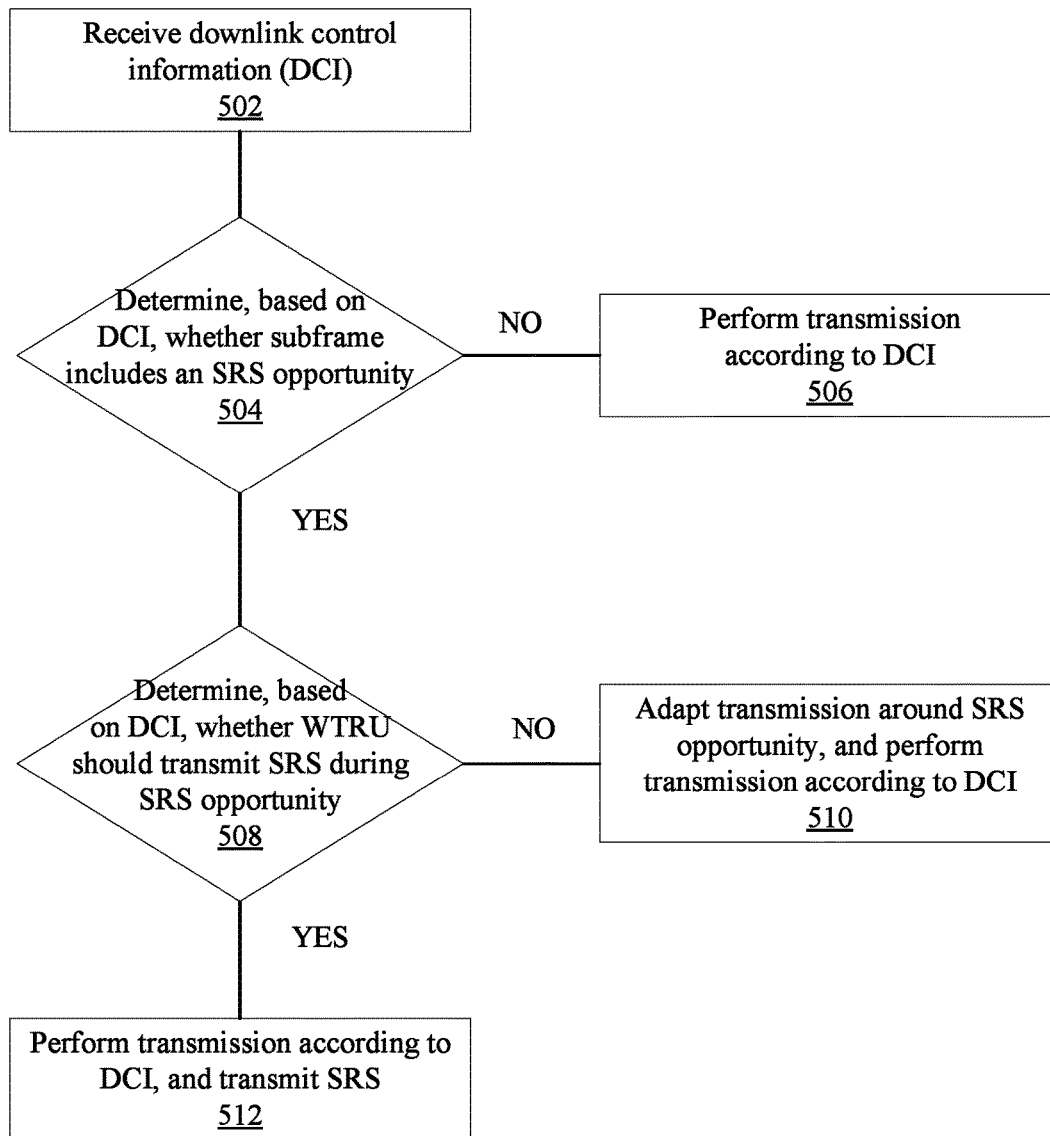 Receive downlink control
information (DCI)
502
Determine, based on
DCI, whether subframe
includes an SRS opportunity
504
NO
Perform transmission
according to DCI
506
YES
Determine, based
on DCI, whether WTRU
should transmit SRS during
SRS opportunity
508
NO
Adapt transmission around SRS
opportunity, and perform
transmission according to DCI
510
YES
Perform transmission according to
DCI, and transmit SRS
512